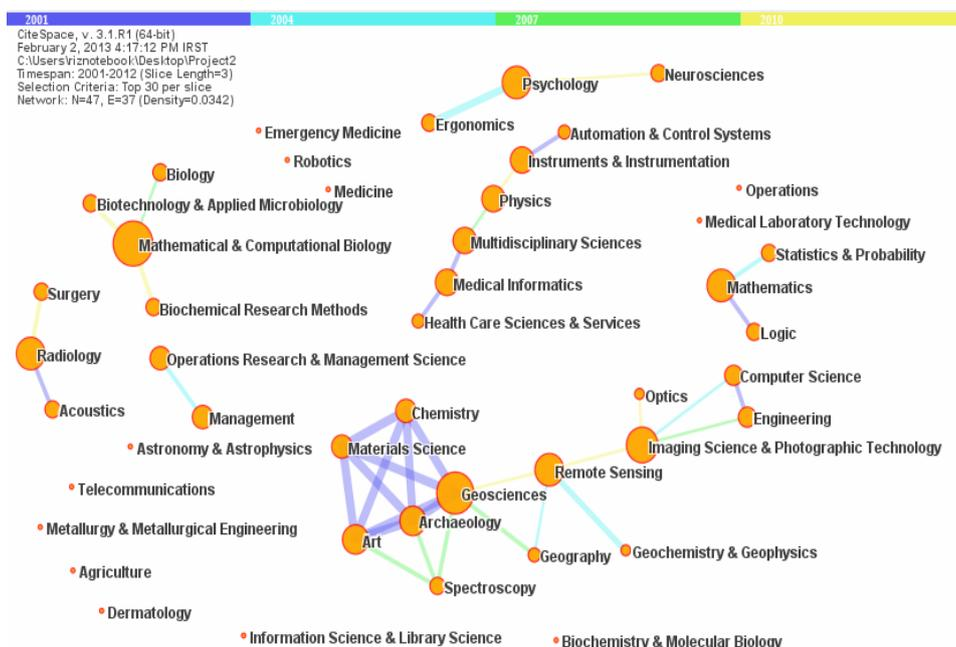 2001 2004 2007 2010
CiteSpace, v. 3.1.R1 (64-bit)
February 2, 2013 4:17:12 PM IRST
C:\Users\riznotebook\Desktop\Project2
Timespan: 2001-2012 (Slice Length=3)
Selection Criteria: Top 30 per slice
Network: N=47, E=37 (Density=0.0342)
Neurosciences
Psychology
Ergonomics
Emergency Medicine
Automation & Control Systems
Robotics
Instruments & Instrumentation
Biology
Medicine
Operations
Biotechnology & Applied Microbiology
Physics
Medical Laboratory Technology
Mathematical & Computational Biology
Multidisciplinary Sciences
Statistics & Probability
Medical Informatics
Mathematics
Surgery
Biochemical Research Methods
Health Care Sciences & Services
Logic
Radiology
Operations Research & Management Science
Computer Science
Optics
Acoustics
Chemistry
Management
Engineering
Astronomy & Astrophysics
Materials Science
Imaging Science & Photographic Technology
Remote Sensing
Telecommunications
Geosciences
Archaeology
Metallurgy & Metallurgical Engineering
Art
Geography
Geochemistry & Geophysics
Agriculture
Spectroscopy
Dermatology
Information Science & Library Science
Biochemistry & Molecular Biology